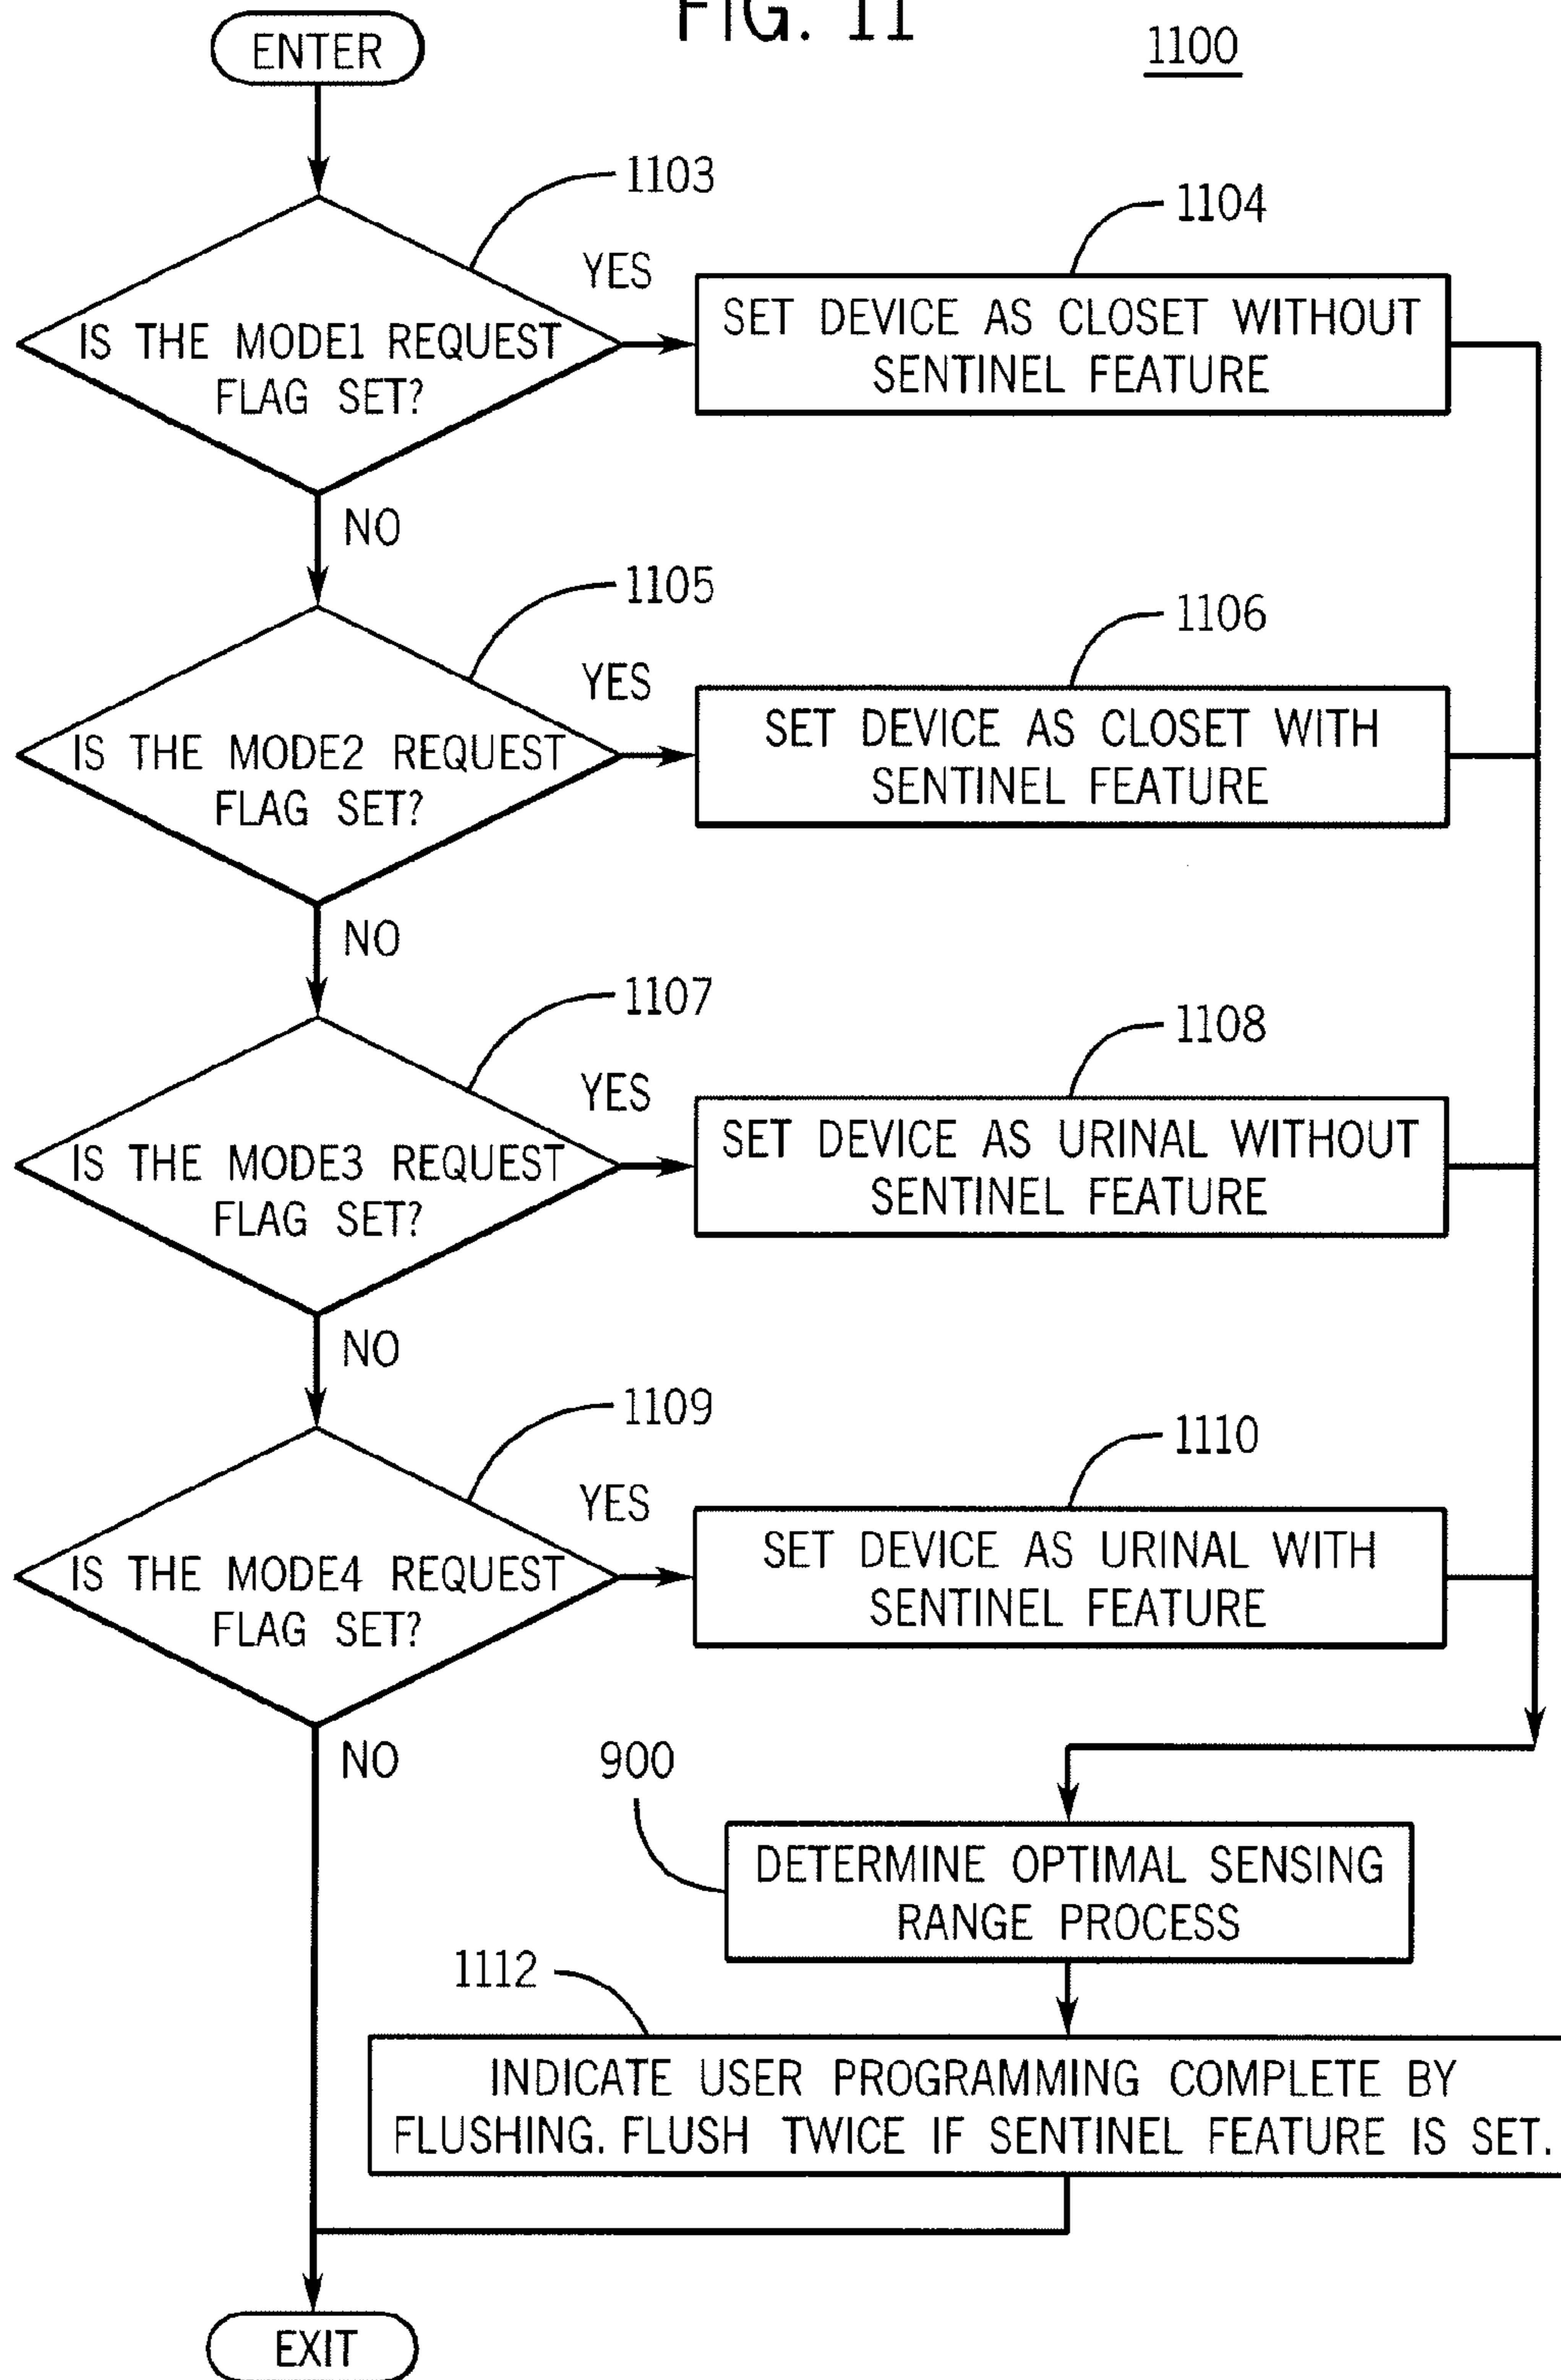 FIG. 11
1100
ENTER
1103
1104
YES
IS THE MODE1 REQUEST
FLAG SET?
SET DEVICE AS CLOSET WITHOUT
SENTINEL FEATURE
NO
1105
1106
YES
IS THE MODE2 REQUEST
FLAG SET?
SET DEVICE AS CLOSET WITH
SENTINEL FEATURE
NO
1107
1108
YES
IS THE MODE3 REQUEST
FLAG SET?
SET DEVICE AS URINAL WITHOUT
SENTINEL FEATURE
NO
1109
1110
YES
IS THE MODE4 REQUEST
FLAG SET?
SET DEVICE AS URINAL WITH
SENTINEL FEATURE
NO
900
DETERMINE OPTIMAL SENSING
RANGE PROCESS
1112
INDICATE USER PROGRAMMING COMPLETE BY
FLUSHING. FLUSH TWICE IF SENTINEL FEATURE IS SET.
EXIT